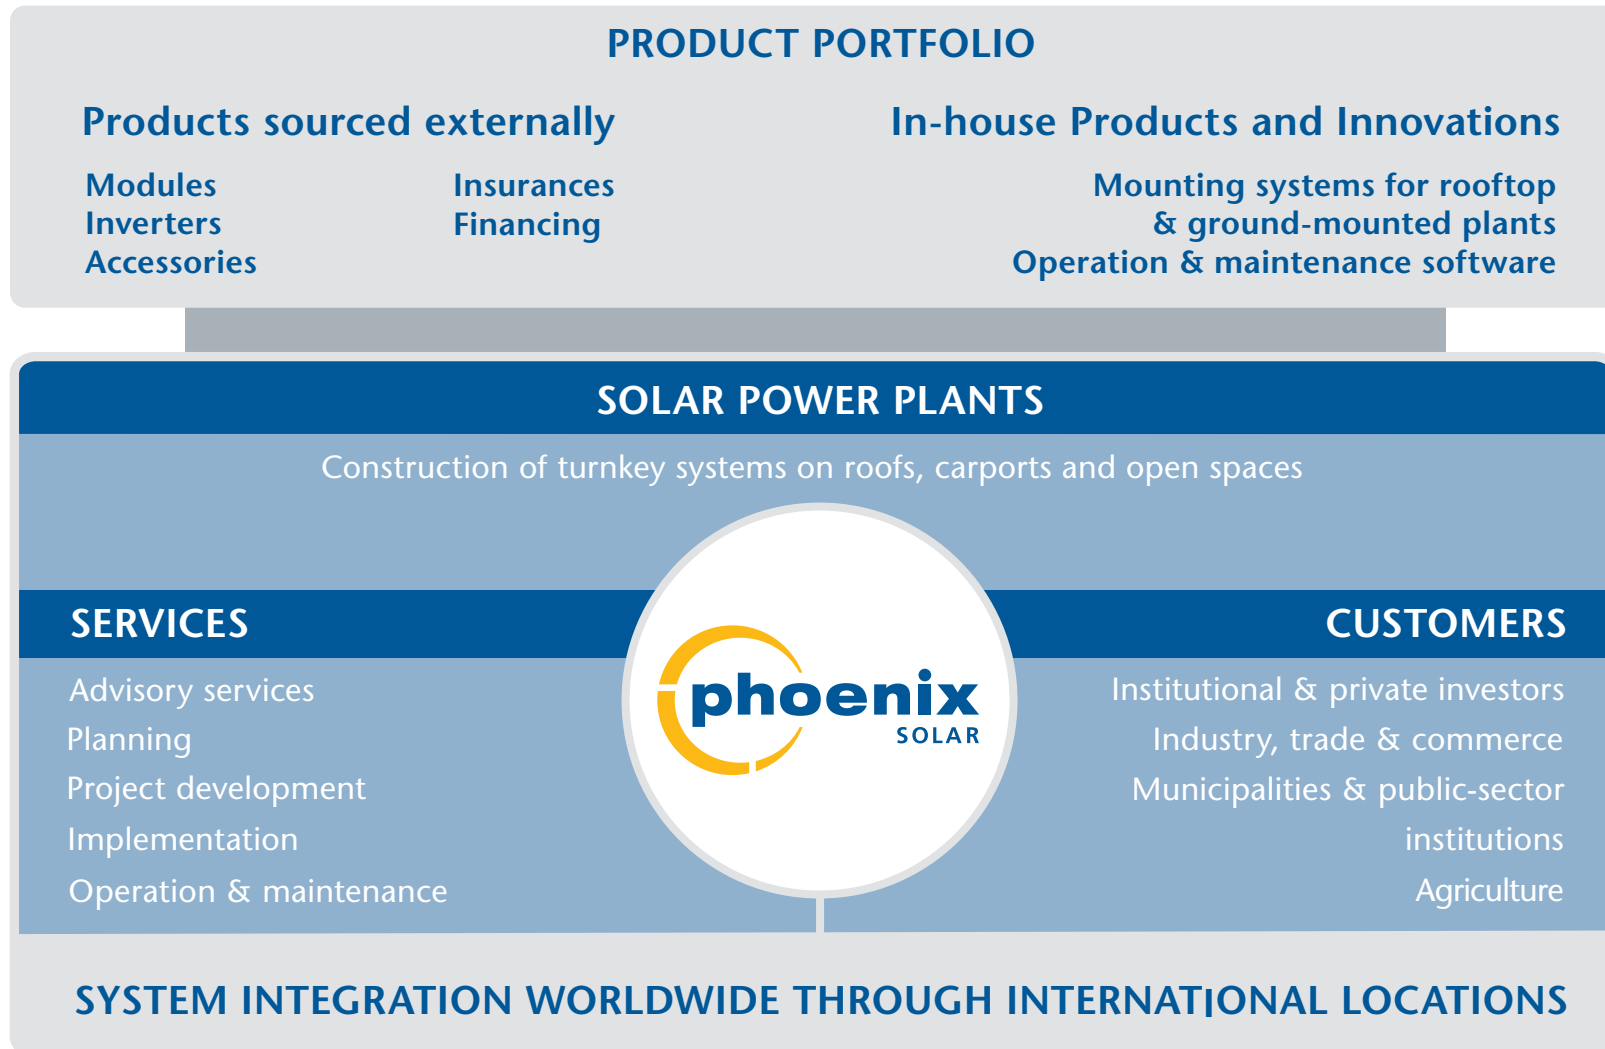 PRODUCT PORTFOLIO
Products sourced externally
Modules
Inverters
Accessories
Insurances
Financing
In-house Products and Innovations
Mounting systems for rooftop
& ground-mounted plants
Operation & maintenance software
SOLAR POWER PLANTS
Construction of turnkey systems on roofs, carports and open spaces
SERVICES
Advisory services
Planning
Project development
Implementation
Operation & maintenance
phoenix
SOLAR
CUSTOMERS
Institutional & private investors
Industry, trade & commerce
Municipalities & public-sector
institutions
Agriculture
SYSTEM INTEGRATION WORLDWIDE THROUGH INTERNATIONAL LOCATIONS